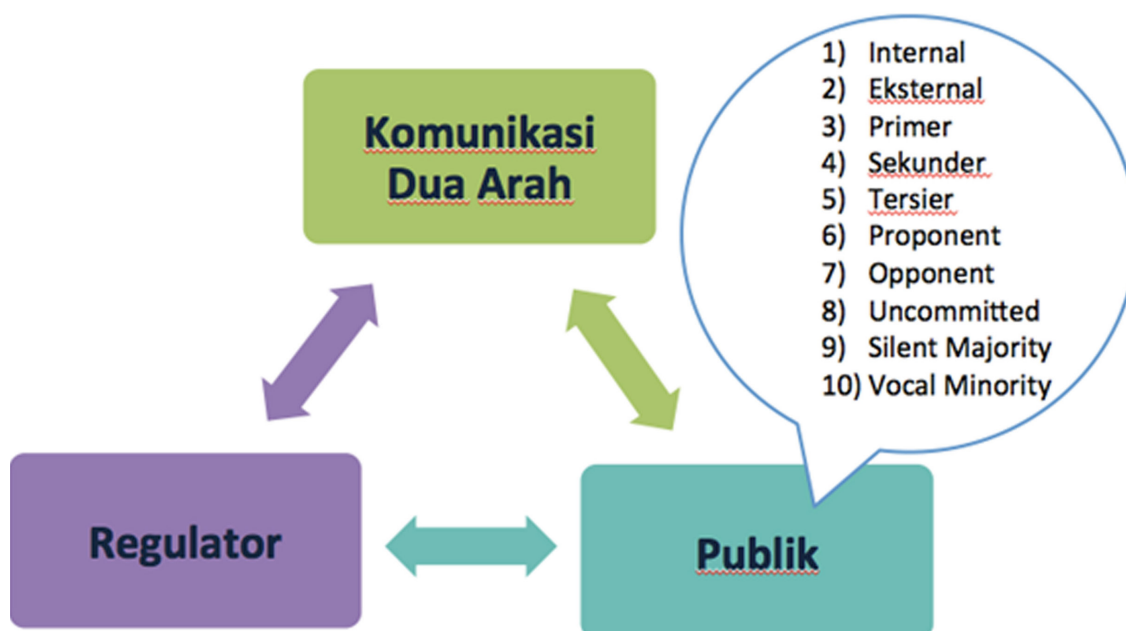 Komunikasi
Dua Arah
1) Internal
2) Eksternal
3) Primer
4) Sekunder
5) Tersier
6) Proponent
7) Opponent
8) Uncommitted
9) Silent Majority
10) Vocal Minority
Regulator
Publik